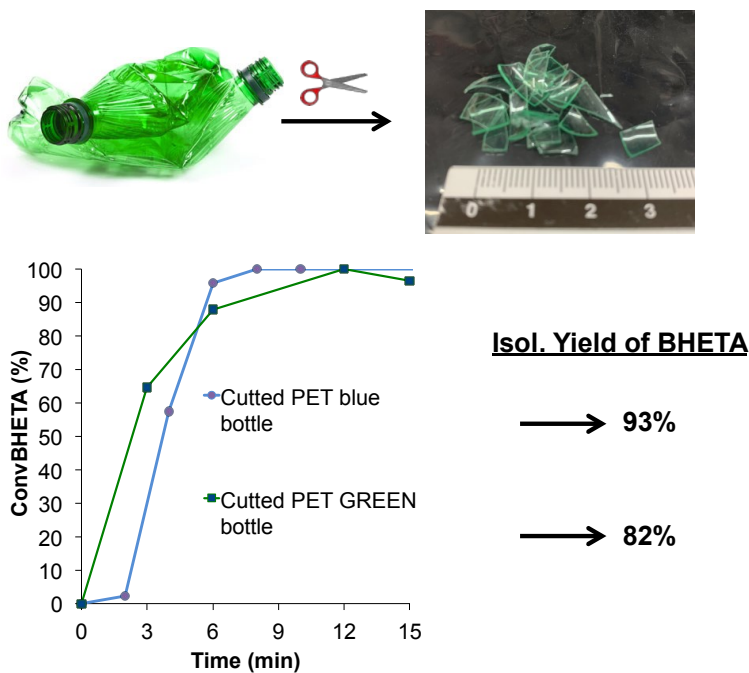 0 1 2 3
100
90
80
70
60
50
40
30
20
10
0
ConvBHETA (%)
0 3 6 9 12 15
Time (min)
Cutted PET blue
bottle
Cutted PET GREEN
bottle
Isol. Yield of BHETA
93%
82%